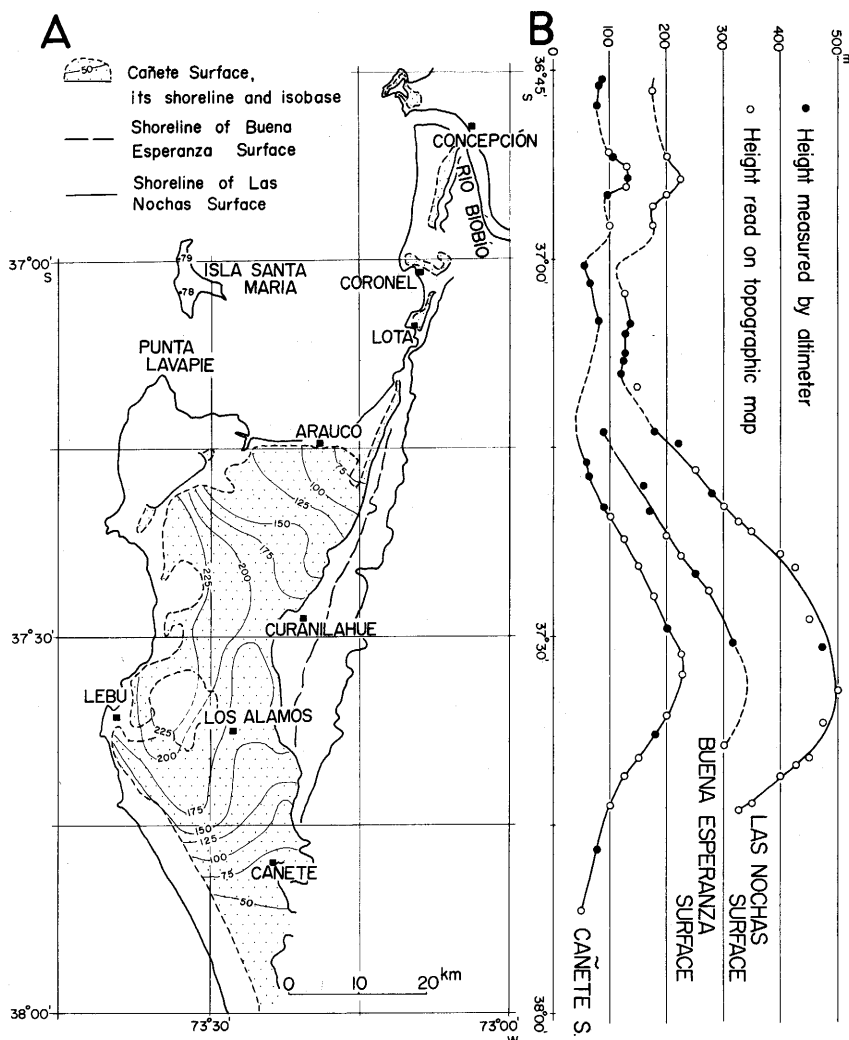 A
50
Cañete Surface,
its shoreline and isobase
Shoreline of Buena
Esperanza Surface
Shoreline of Las
Nochas Surface
CONCEPCIÓN
RIO BIOBÍO
37°00'
S
79
78
ISLA SANTA
MARIA
CORONEL
LOTA
PUNTA
LAVAPIE
ARAUCO
75
100
125
150
175
200
225
CURANILAHUE
37°30'
LEBU
LOS ALAMOS
225
200
175
150
125
100
75
CAÑETE
50
0 10 20 km
38°00'
73°30'
73°00'
W
B
0 100 200 300 400 500m
36°45'
S
● Height measured by altimeter
○ Height read on topographic map
37°00'
37°30'
38°00'
CAÑETE S.
BUENA ESPERANZA
SURFACE
LAS NOCHAS
SURFACE